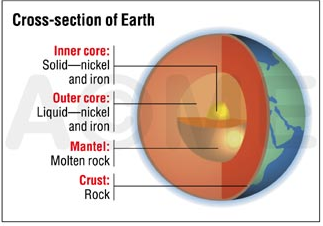 Cross-section of Earth
Inner core:
Solid—nickel
and iron
Outer core:
Liquid—nickel
and iron
Mantel:
Molten rock
Crust:
Rock